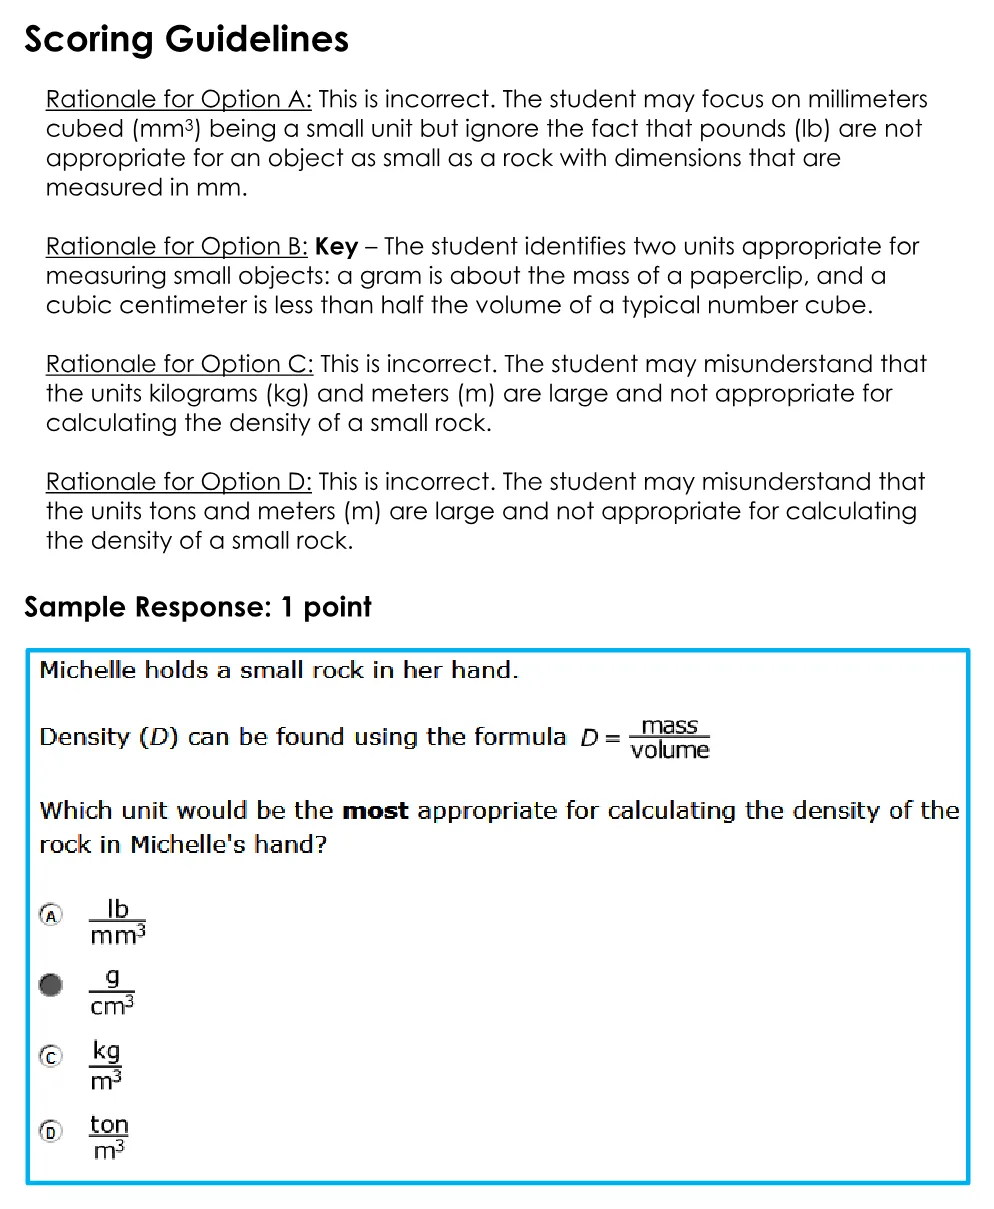 Scoring Guidelines
Rationale for Option A: This is incorrect. The student may focus on millimeters
cubed (mm³) being a small unit but ignore the fact that pounds (lb) are not
appropriate for an object as small as a rock with dimensions that are
measured in mm.
Rationale for Option B: Key – The student identifies two units appropriate for
measuring small objects: a gram is about the mass of a paperclip, and a
cubic centimeter is less than half the volume of a typical number cube.
Rationale for Option C: This is incorrect. The student may misunderstand that
the units kilograms (kg) and meters (m) are large and not appropriate for
calculating the density of a small rock.
Rationale for Option D: This is incorrect. The student may misunderstand that
the units tons and meters (m) are large and not appropriate for calculating
the density of a small rock.
Sample Response: 1 point
Michelle holds a small rock in her hand.
Density (D) can be found using the formula D = mass/volume
Which unit would be the most appropriate for calculating the density of the
rock in Michelle's hand?
A lb/mm³
g/cm³
C kg/m³
D ton/m³